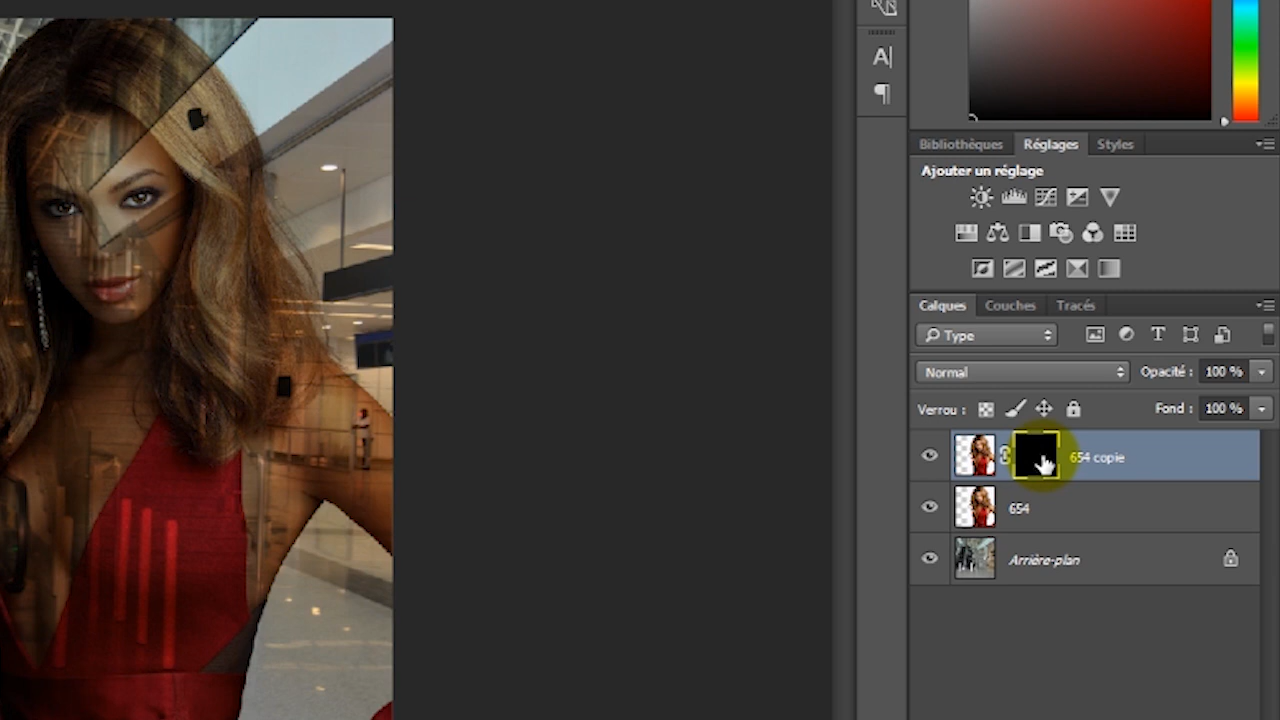 A|
¶
Bibliothèques Réglages Styles
Ajouter un réglage
Calques Couches Tracés
Type T
Normal Opacité : 100 %
Verrou : Fond : 100 %
654 copie
654
Arrière-plan